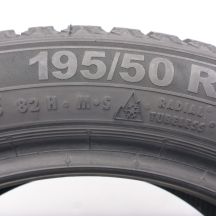 195/50 R
82 H · M·S RADIAL
TUBELESS